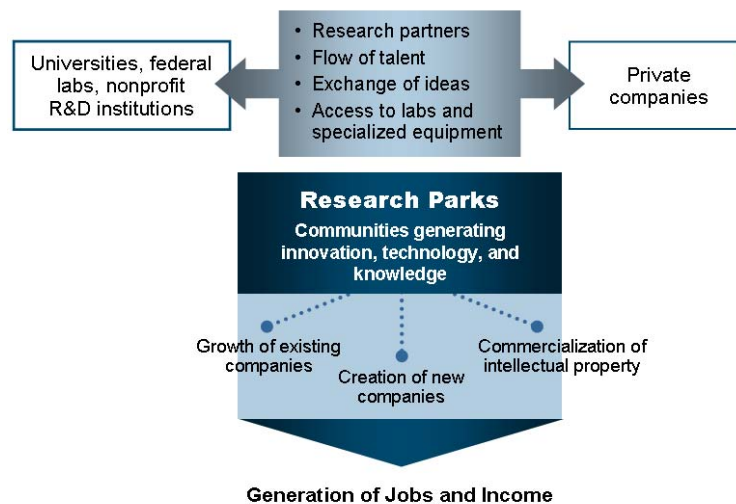 Universities, federal
labs, nonprofit
R&D institutions
• Research partners
• Flow of talent
• Exchange of ideas
• Access to labs and
specialized equipment
Private
companies
Research Parks
Communities generating
innovation, technology, and
knowledge
Growth of existing
companies
Creation of new
companies
Commercialization of
intellectual property
Generation of Jobs and Income